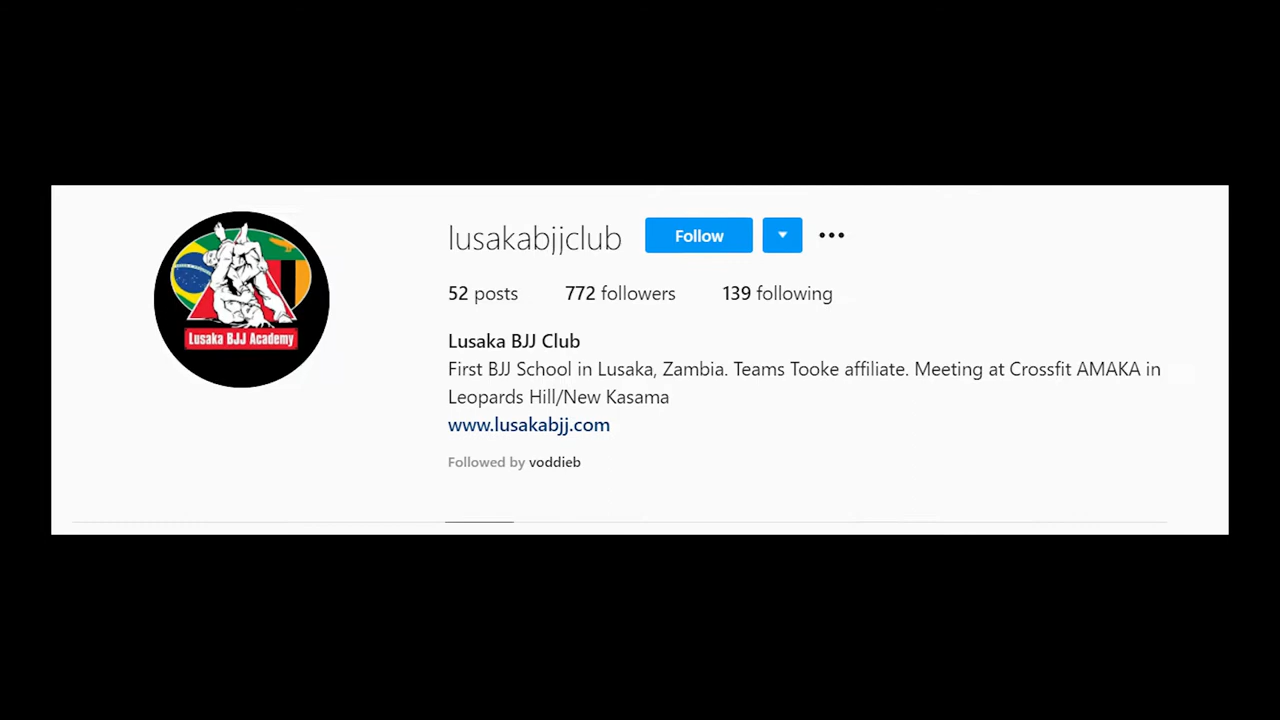 Lusaka BJJ Academy
lusakabjjclub Follow
52 posts 772 followers 139 following
Lusaka BJJ Club
First BJJ School in Lusaka, Zambia. Teams Tooke affiliate. Meeting at Crossfit AMAKA in
Leopards Hill/New Kasama
www.lusakabjj.com
Followed by voddieb